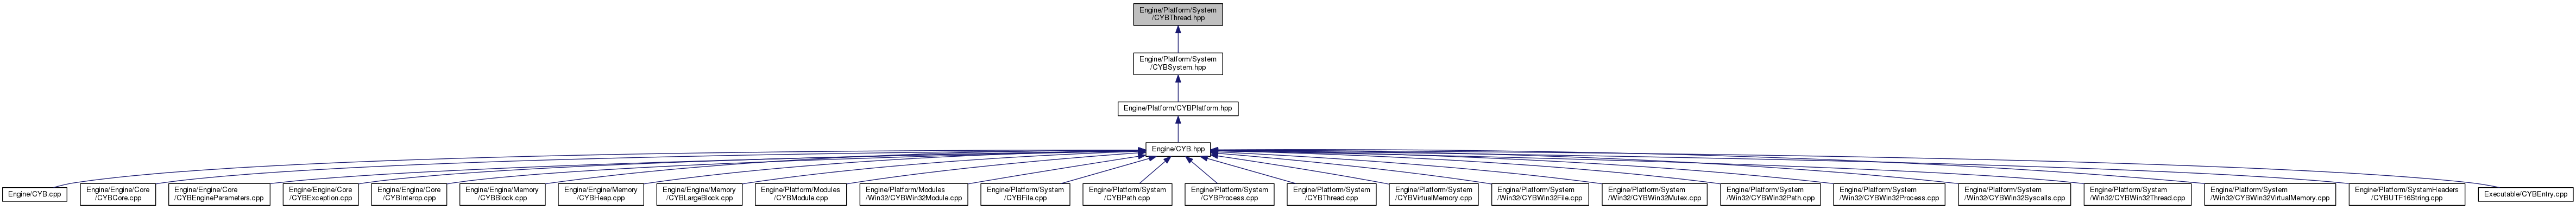 Engine/Platform/System
/CYBThread.hpp
Engine/Platform/System
/CYBSystem.hpp
Engine/Platform/CYBPlatform.hpp
Engine/CYB.hpp
Engine/CYB.cpp
Engine/Engine/Core
/CYBCore.cpp
Engine/Engine/Core
/CYBEngineParameters.cpp
Engine/Engine/Core
/CYBException.cpp
Engine/Engine/Core
/CYBInterop.cpp
Engine/Engine/Memory
/CYBBlock.cpp
Engine/Engine/Memory
/CYBHeap.cpp
Engine/Engine/Memory
/CYBLargeBlock.cpp
Engine/Platform/Modules
/CYBModule.cpp
Engine/Platform/Modules
/Win32/CYBWin32Module.cpp
Engine/Platform/System
/CYBFile.cpp
Engine/Platform/System
/CYBPath.cpp
Engine/Platform/System
/CYBProcess.cpp
Engine/Platform/System
/CYBThread.cpp
Engine/Platform/System
/CYBVirtualMemory.cpp
Engine/Platform/System
/Win32/CYBWin32File.cpp
Engine/Platform/System
/Win32/CYBWin32Mutex.cpp
Engine/Platform/System
/Win32/CYBWin32Path.cpp
Engine/Platform/System
/Win32/CYBWin32Process.cpp
Engine/Platform/System
/Win32/CYBWin32Syscalls.cpp
Engine/Platform/System
/Win32/CYBWin32Thread.cpp
Engine/Platform/System
/Win32/CYBWin32VirtualMemory.cpp
Engine/Platform/SystemHeaders
/CYBUTF16String.cpp
Executable/CYBEntry.cpp